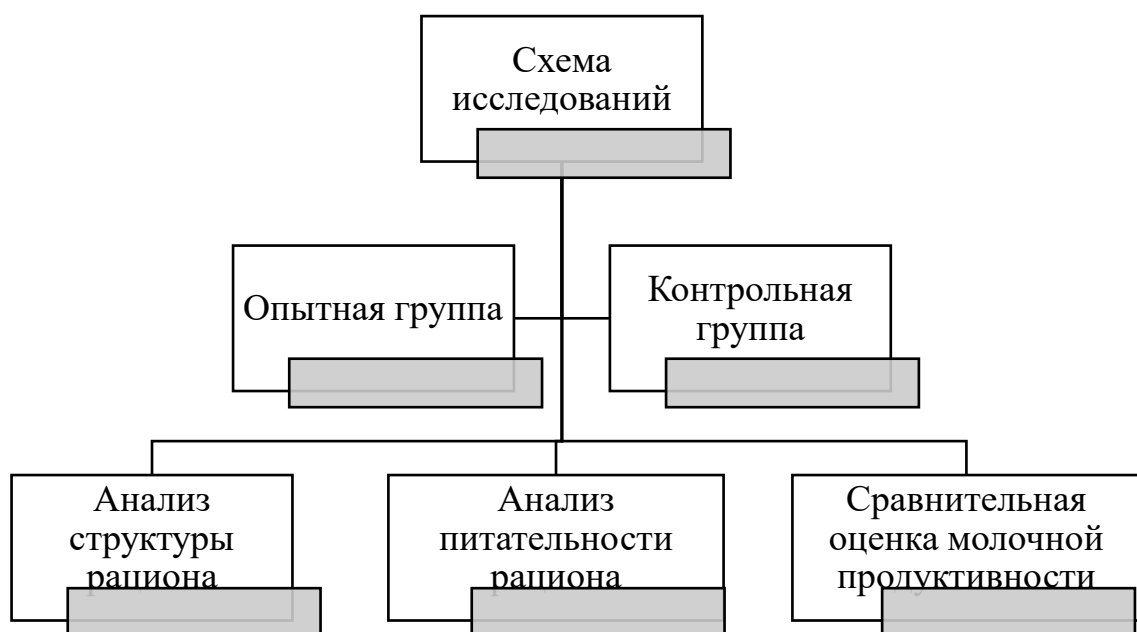 Схема
исследований
Опытная группа
Контрольная
группа
Анализ
структуры
рациона
Анализ
питательности
рациона
Сравнительная
оценка молочной
продуктивности